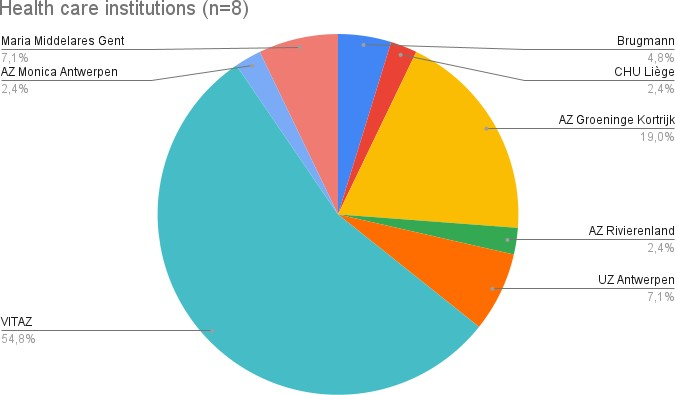 Health care institutions (n=8)
Maria Middelares Gent
7,1%
AZ Monica Antwerpen
2,4%
VITAZ
54,8%
Brugmann
4,8%
CHU Liège
2,4%
AZ Groeninge Kortrijk
19,0%
AZ Rivierenland
2,4%
UZ Antwerpen
7,1%